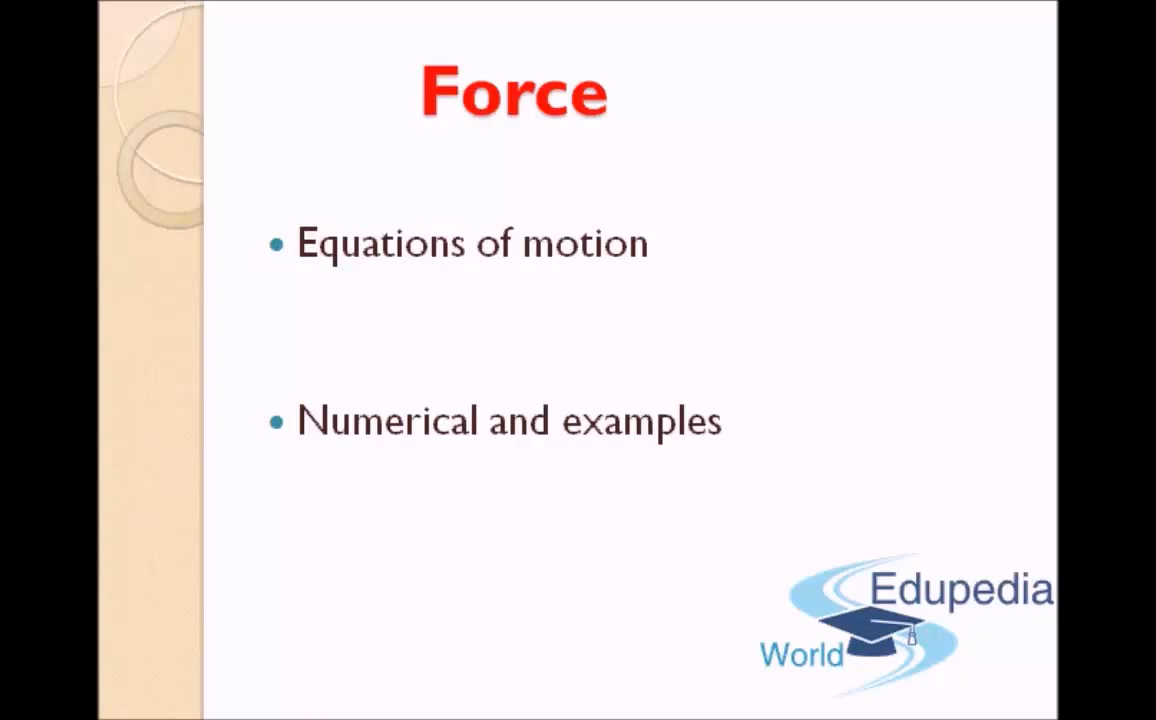 Force
Equations of motion
Numerical and examples
Edupedia
World